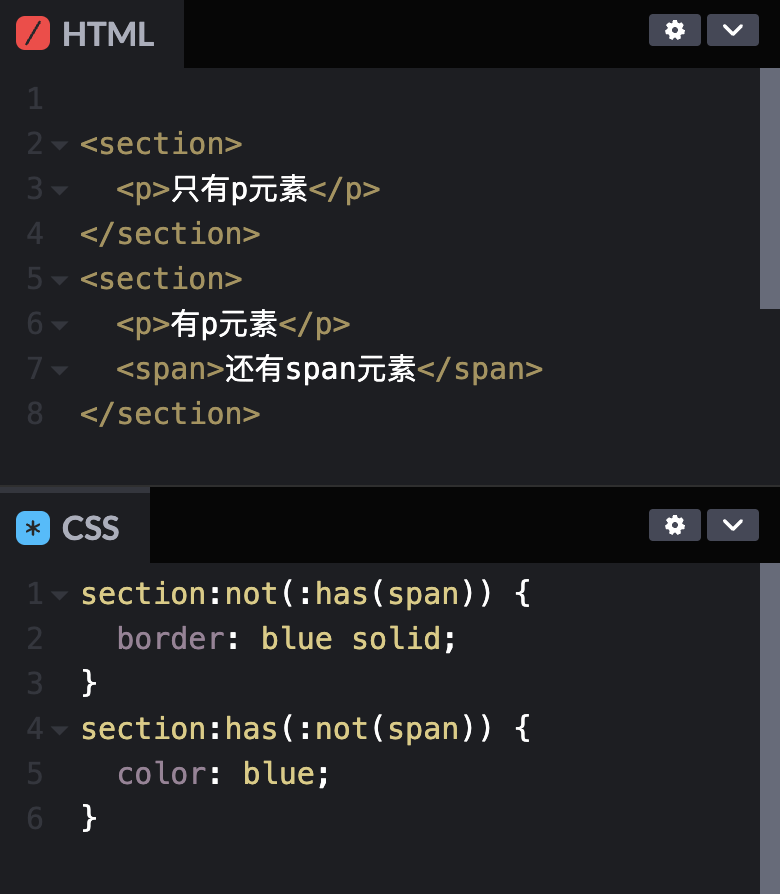 HTML
1
2 <section>
3 <p>只有p元素</p>
4 </section>
5 <section>
6 <p>有p元素</p>
7 <span>还有span元素</span>
8 </section>
CSS
1 section:not(:has(span)) {
2 border: blue solid;
3 }
4 section:has(:not(span)) {
5 color: blue;
6 }